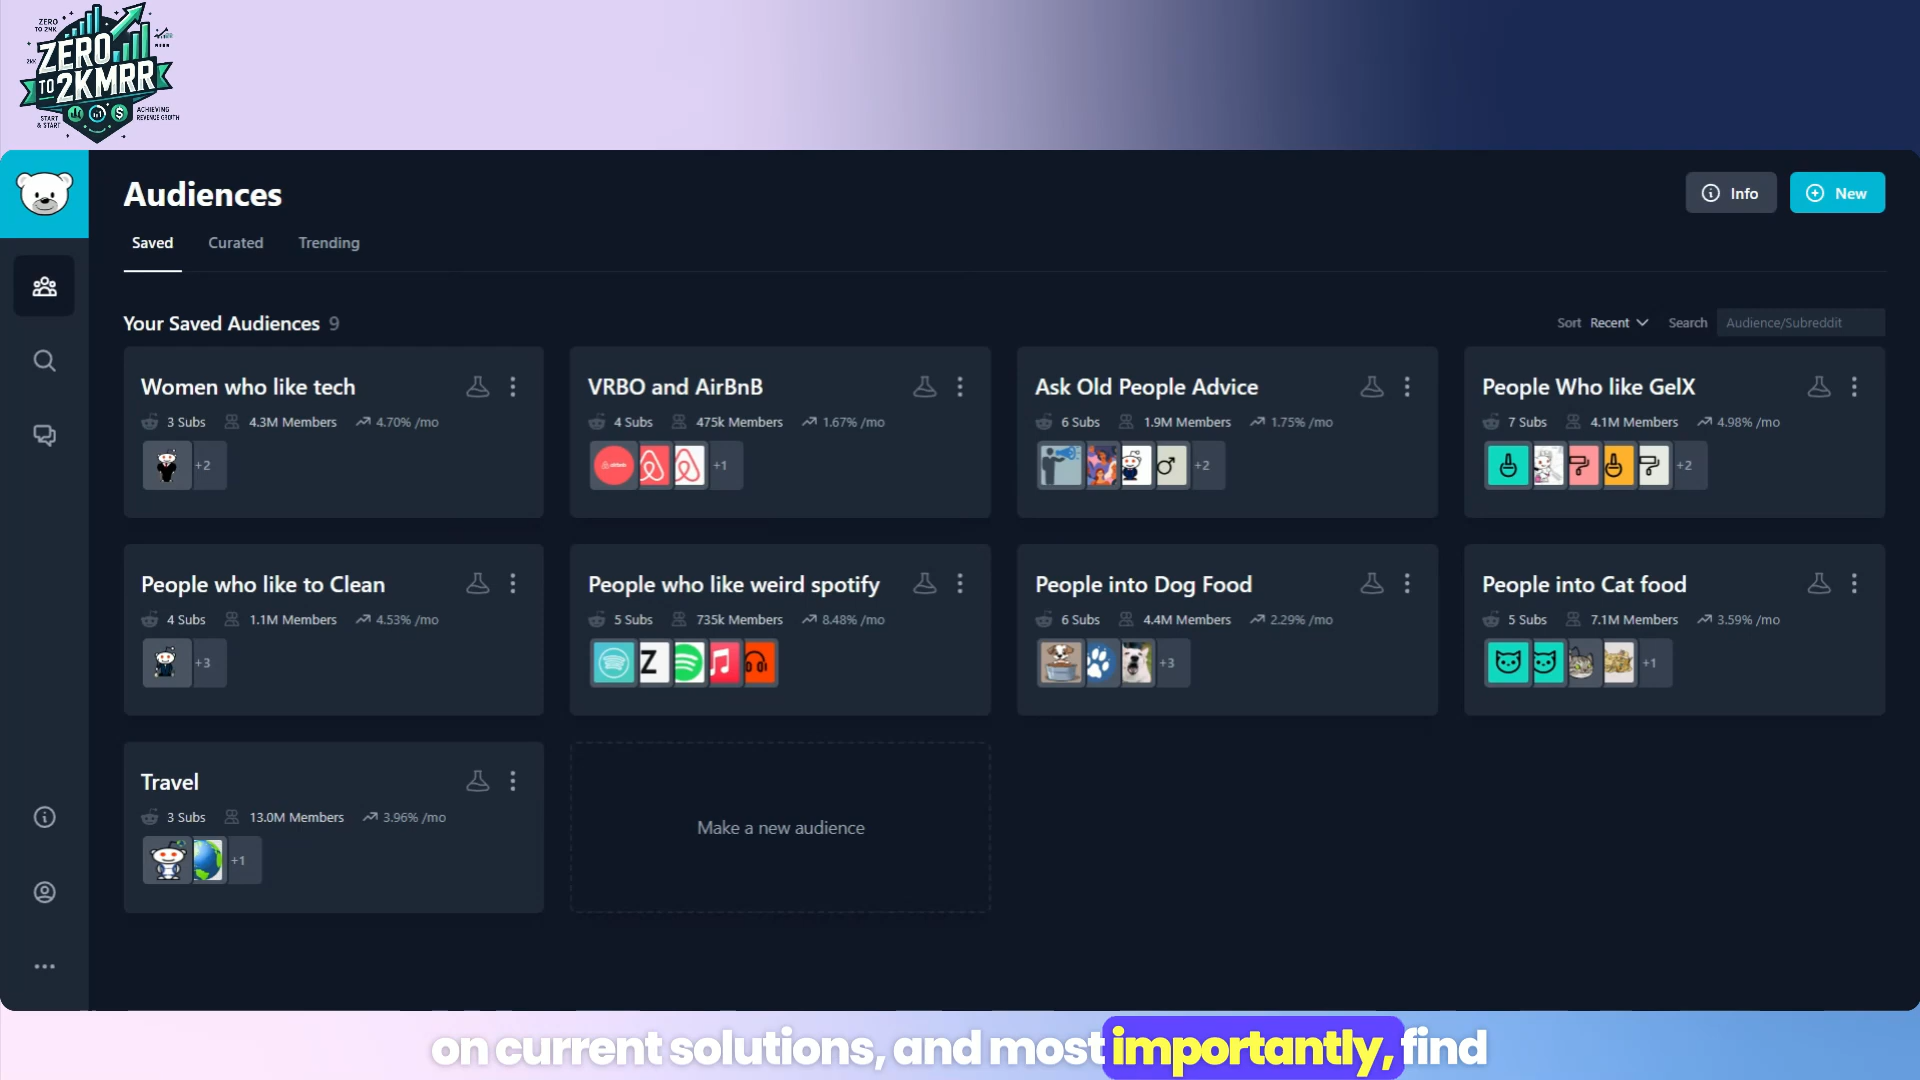 ZERO
TO 2KMRR
ACHIEVING
REVENUE GROTH
START
& START
Audiences
Info
New
Saved
Curated
Trending
Your Saved Audiences 9
Sort Recent
Search Audience/Subreddit
Women who like tech
3 Subs 4.3M Members 4.70% /mo
+2
VRBO and AirBnB
4 Subs 475k Members 1.67% /mo
+1
Ask Old People Advice
6 Subs 1.9M Members 1.75% /mo
+2
People Who like GelX
7 Subs 4.1M Members 4.98% /mo
+2
People who like to Clean
4 Subs 1.1M Members 4.53% /mo
+3
People who like weird spotify
5 Subs 735k Members 8.48% /mo
Z
People into Dog Food
6 Subs 4.4M Members 2.29% /mo
+3
People into Cat food
5 Subs 7.1M Members 3.59% /mo
+1
Travel
3 Subs 13.0M Members 3.96% /mo
+1
Make a new audience
on current solutions, and most importantly, find